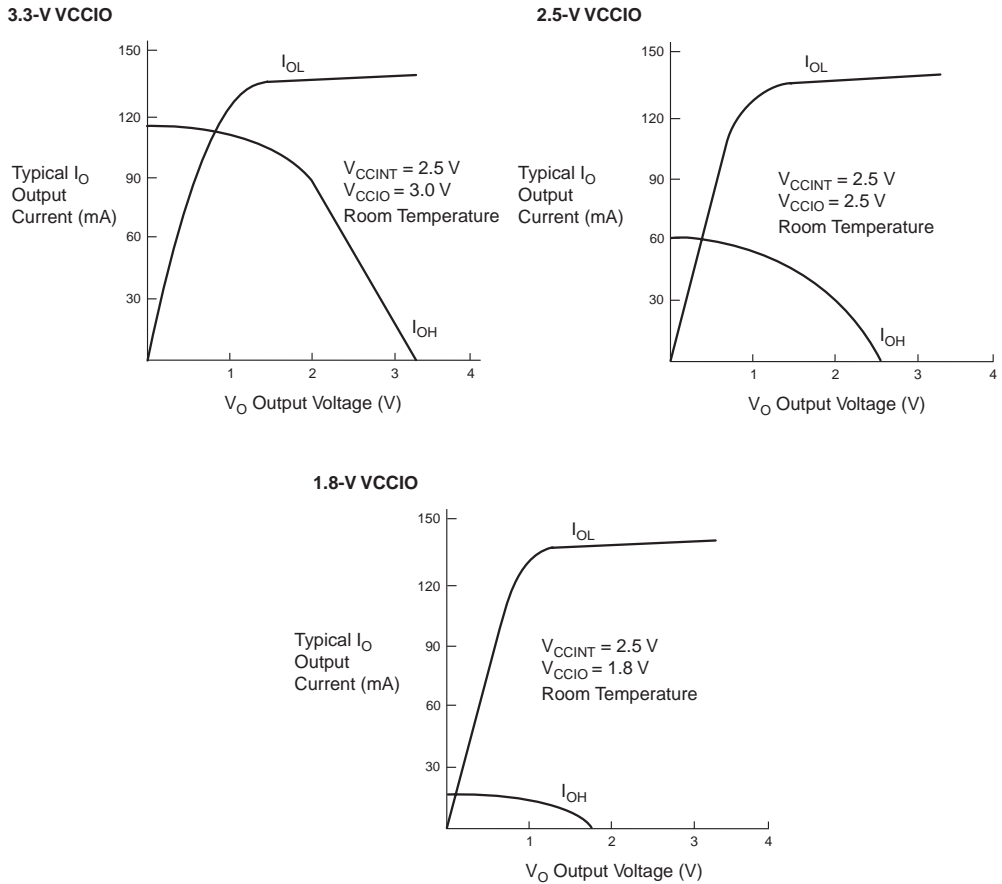 3.3-V VCCIO
150
120
90
60
30
Typical I_O
Output
Current (mA)
I_OL
V_CCINT = 2.5 V
V_CCIO = 3.0 V
Room Temperature
I_OH
1 2 3 4
V_O Output Voltage (V)
2.5-V VCCIO
150
120
90
60
30
Typical I_O
Output
Current (mA)
I_OL
V_CCINT = 2.5 V
V_CCIO = 2.5 V
Room Temperature
I_OH
1 2 3 4
V_O Output Voltage (V)
1.8-V VCCIO
150
120
90
60
30
Typical I_O
Output
Current (mA)
I_OL
V_CCINT = 2.5 V
V_CCIO = 1.8 V
Room Temperature
I_OH
1 2 3 4
V_O Output Voltage (V)